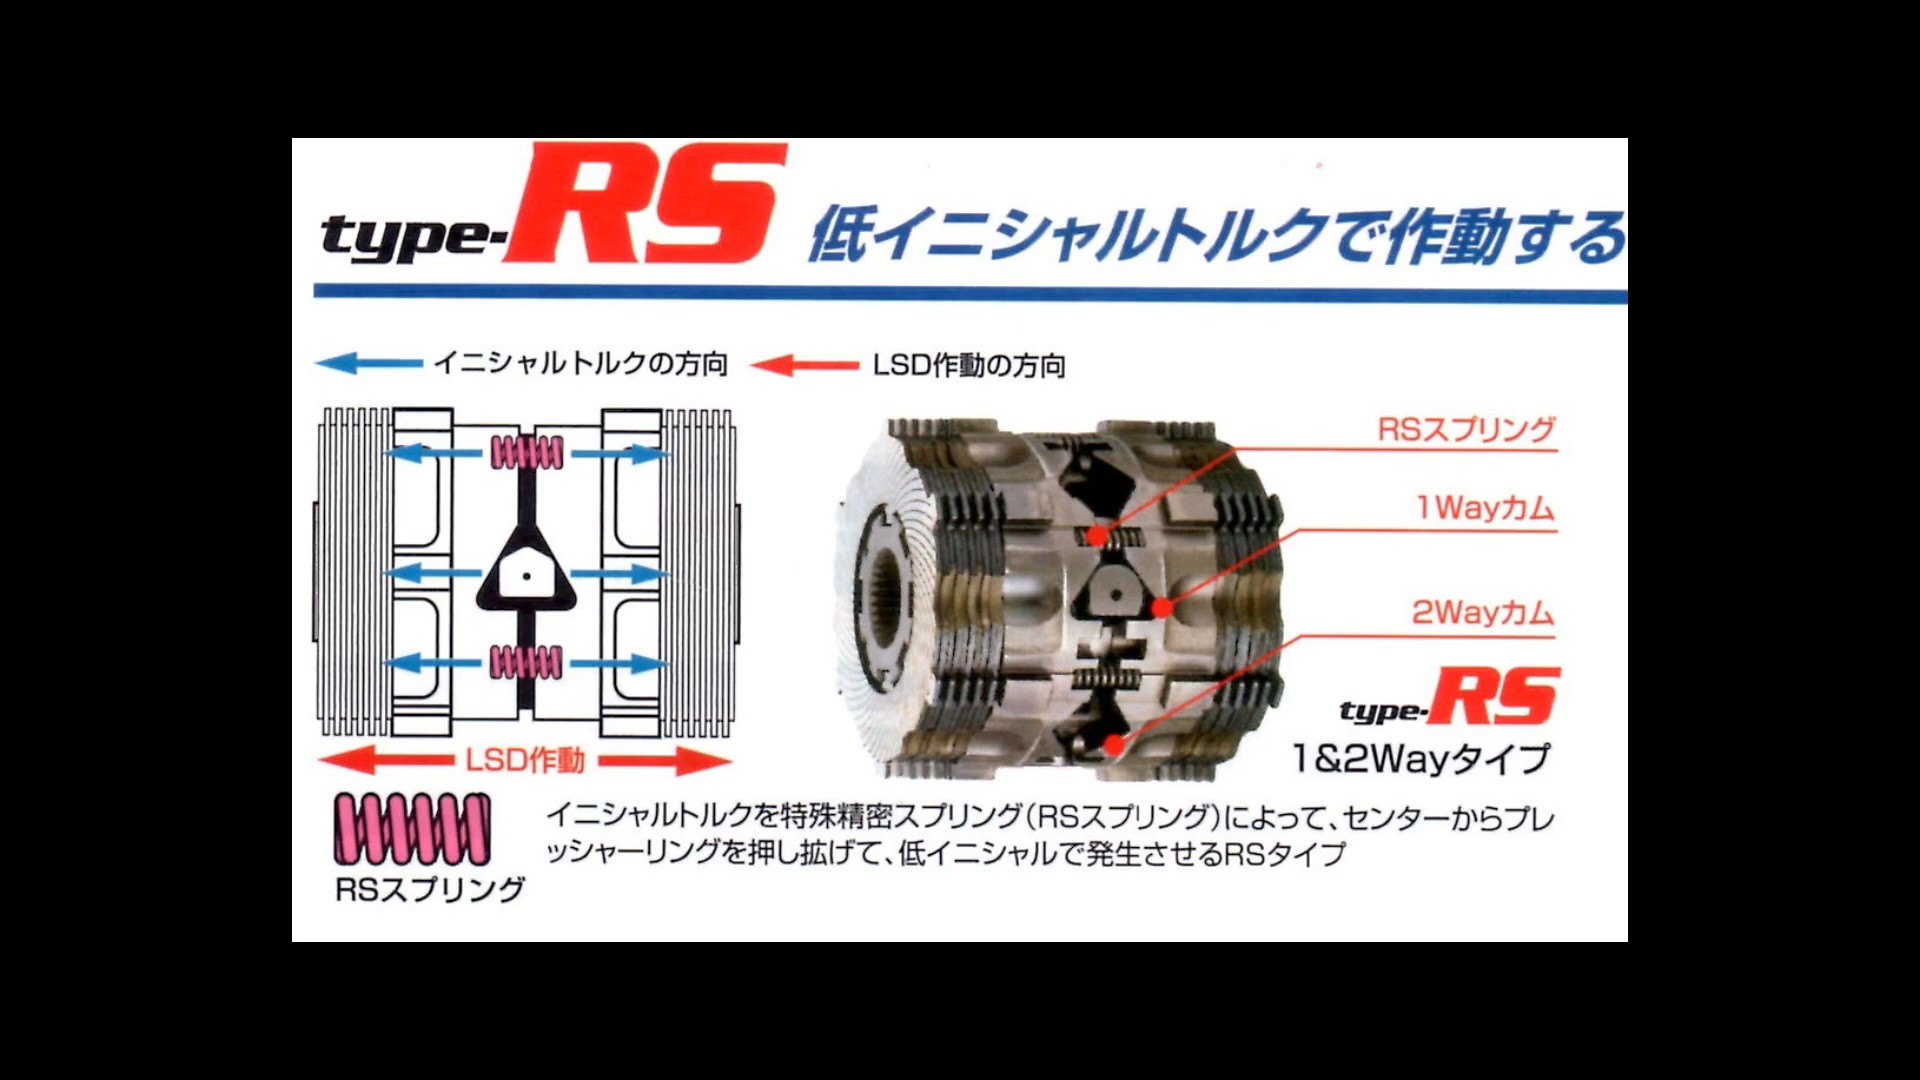 type-RS 低イニシャルトルクで作動する
イニシャルトルクの方向 LSD作動の方向
RSスプリング
1Wayカム
2Wayカム
type-RS
1&2Wayタイプ
LSD作動
イニシャルトルクを特殊精密スプリング(RSスプリング)によって、センターからプレ
ッシャーリングを押し拡げて、低イニシャルで発生させるRSタイプ
RSスプリング